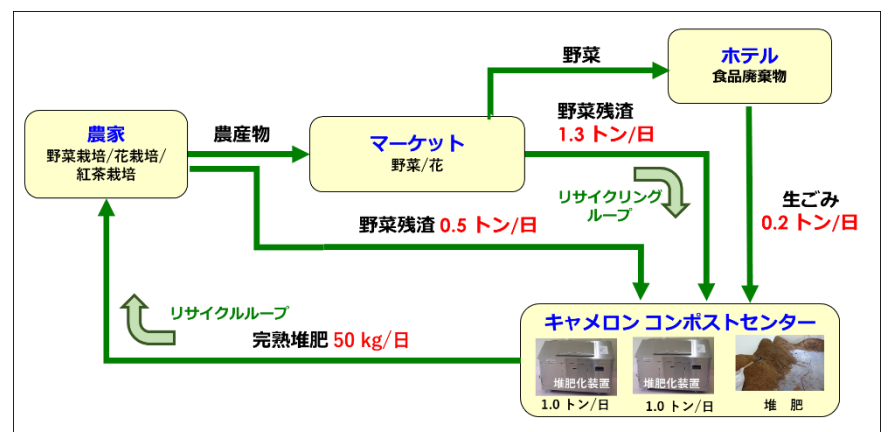 野菜
ホテル
食品廃棄物
農家
野菜栽培/花栽培/
紅茶栽培
農産物
マーケット
野菜/花
野菜残渣
1.3 トン/日
リサイクリング
ループ
生ごみ
0.2 トン/日
野菜残渣 0.5 トン/日
リサイクルループ
完熟堆肥 50 kg/日
キャメロン コンポストセンター
堆肥化装置
堆肥化装置
1.0 トン/日
1.0 トン/日
堆 肥